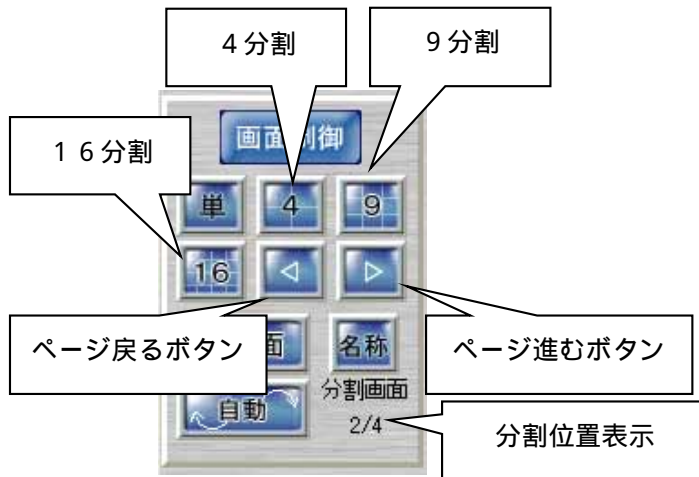 ４分割
９分割
画面制御
１６分割
単
4
9
16
ページ戻るボタン
面
名称
ページ進むボタン
自動
分割画面
2/4
分割位置表示